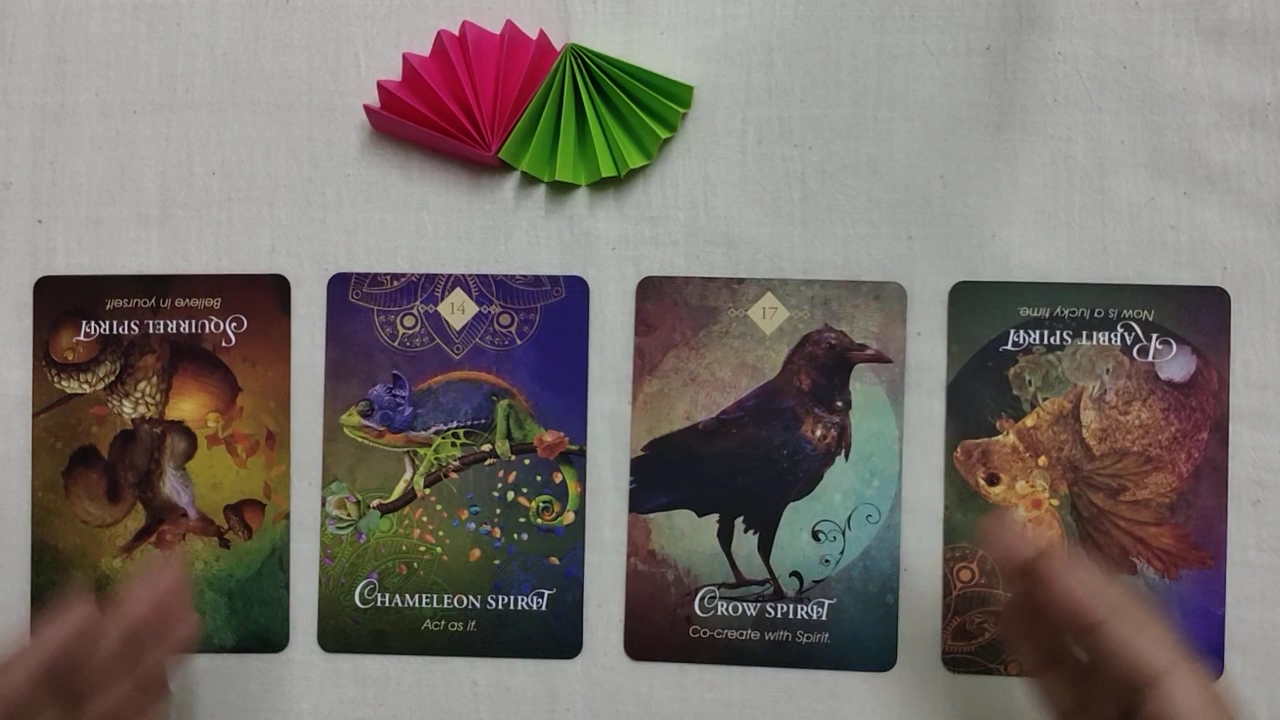 SQUIRREL SPIRIT
Believe in yourself.
14
CHAMELEON SPIRIT
Act as if.
17
CROW SPIRIT
Co-create with Spirit.
RABBIT SPIRIT
Now is a lucky time.